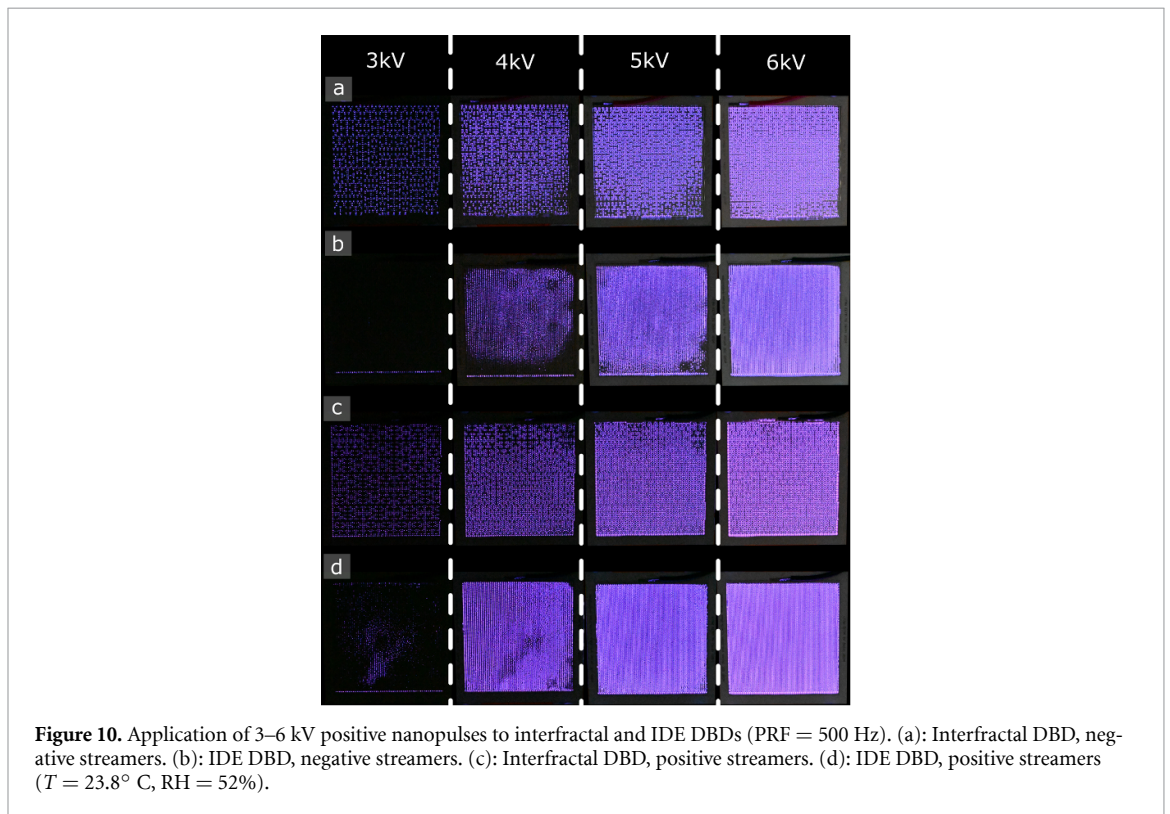 3kV 4kV 5kV 6kV
a
b
c
d
Figure 10. Application of 3–6 kV positive nanopulses to interfractal and IDE DBDs (PRF = 500 Hz). (a): Interfractal DBD, neg-
ative streamers. (b): IDE DBD, negative streamers. (c): Interfractal DBD, positive streamers. (d): IDE DBD, positive streamers
(T = 23.8° C, RH = 52%).